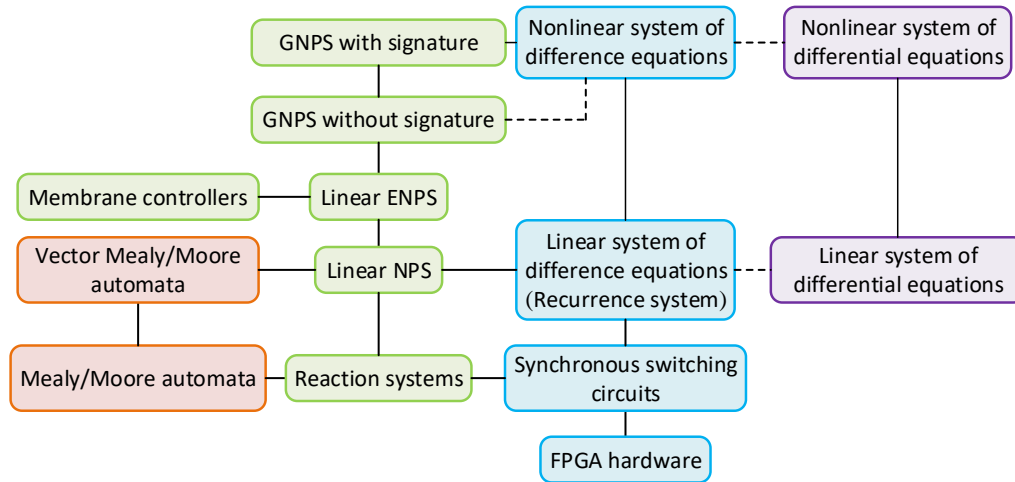 GNPS with signature
Nonlinear system of
difference equations
Nonlinear system of
differential equations
GNPS without signature
Membrane controllers
Linear ENPS
Vector Mealy/Moore
automata
Linear NPS
Linear system of
difference equations
(Recurrence system)
Linear system of
differential equations
Mealy/Moore automata
Reaction systems
Synchronous switching
circuits
FPGA hardware